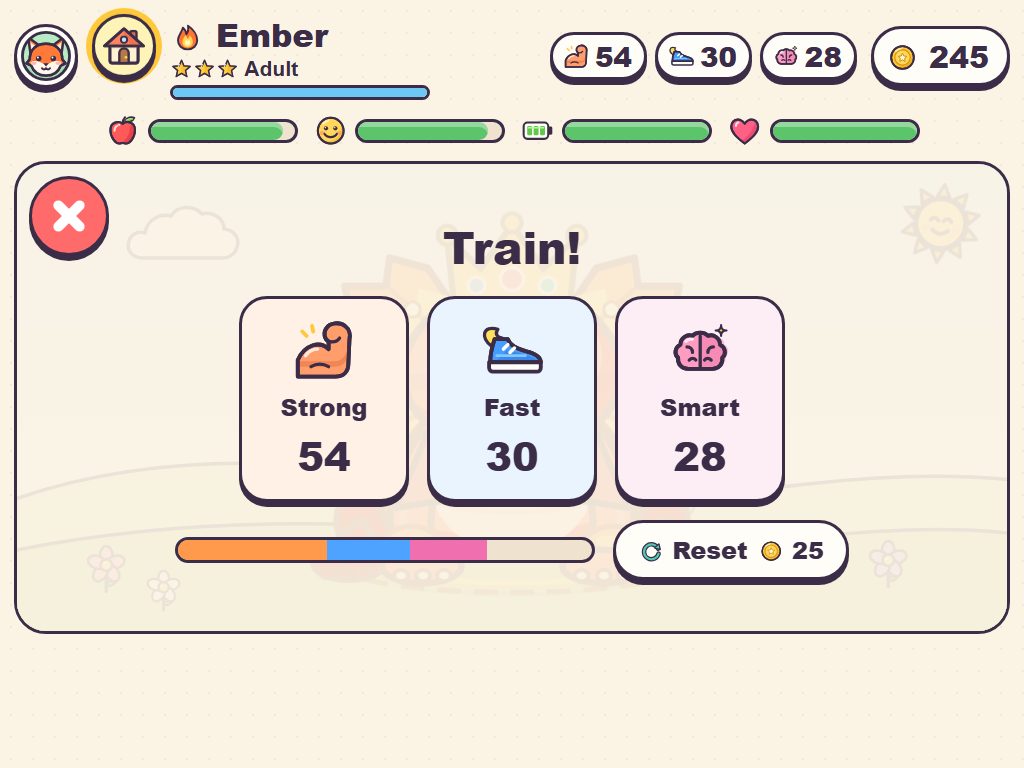 Ember
Adult
54
30
28
245
Train!
Strong
54
Fast
30
Smart
28
Reset 25